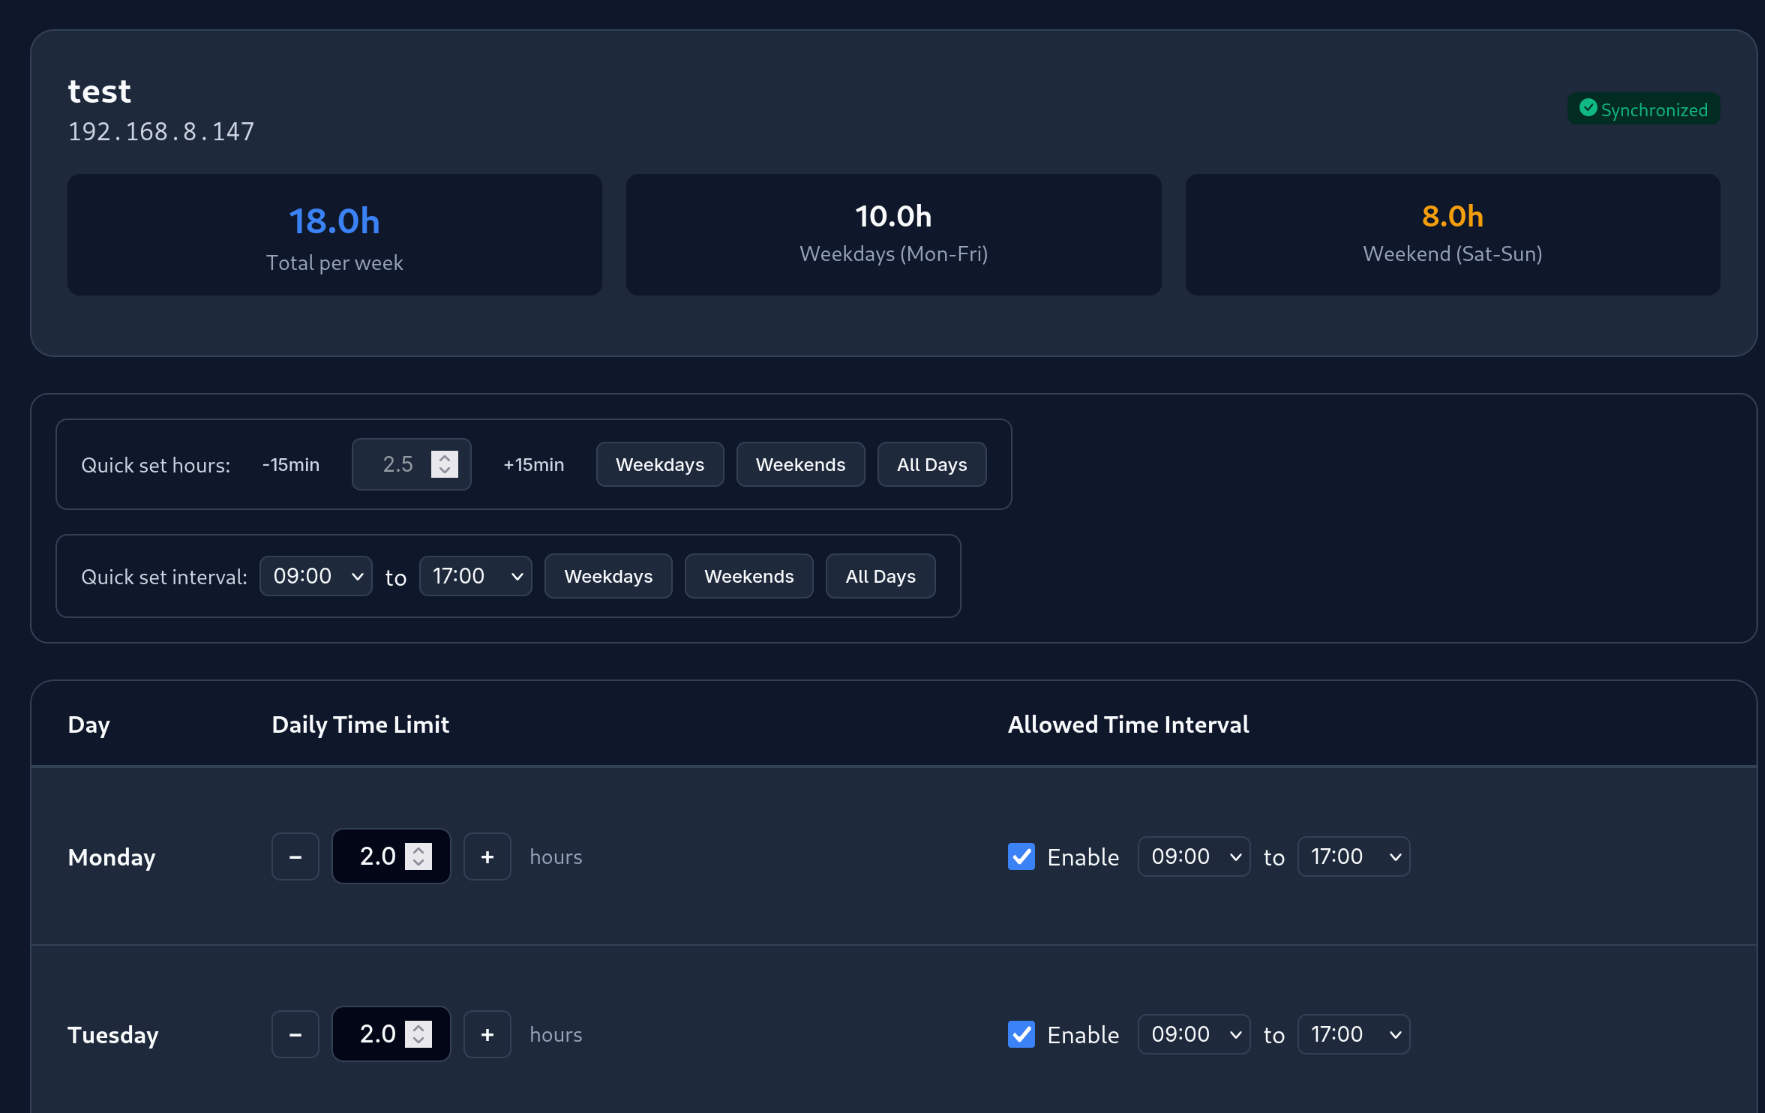 test
192.168.8.147
Synchronized
18.0h
Total per week
10.0h
Weekdays (Mon-Fri)
8.0h
Weekend (Sat-Sun)
Quick set hours: -15min 2.5 +15min Weekdays Weekends All Days
Quick set interval: 09:00 to 17:00 Weekdays Weekends All Days
Day Daily Time Limit Allowed Time Interval
Monday − 2.0 + hours Enable 09:00 to 17:00
Tuesday − 2.0 + hours Enable 09:00 to 17:00